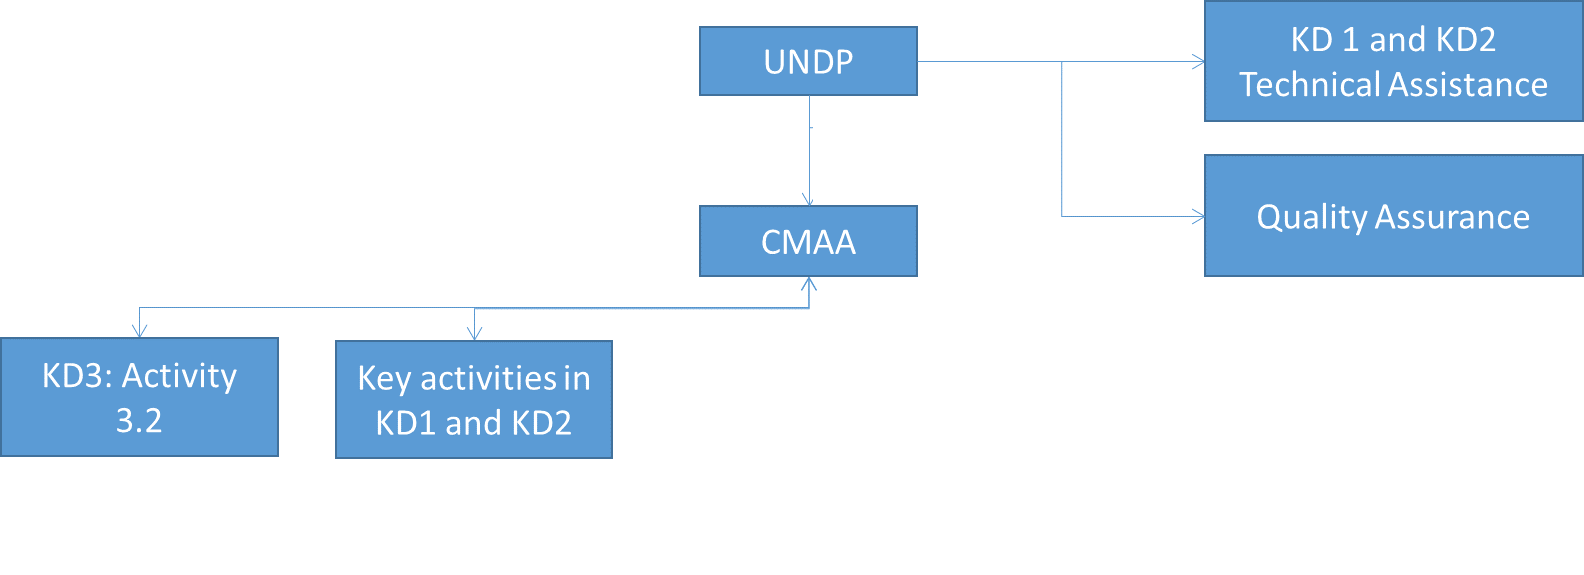 UNDP
KD 1 and KD2
Technical Assistance
Quality Assurance
CMAA
KD3: Activity
3.2
Key activities in
KD1 and KD2